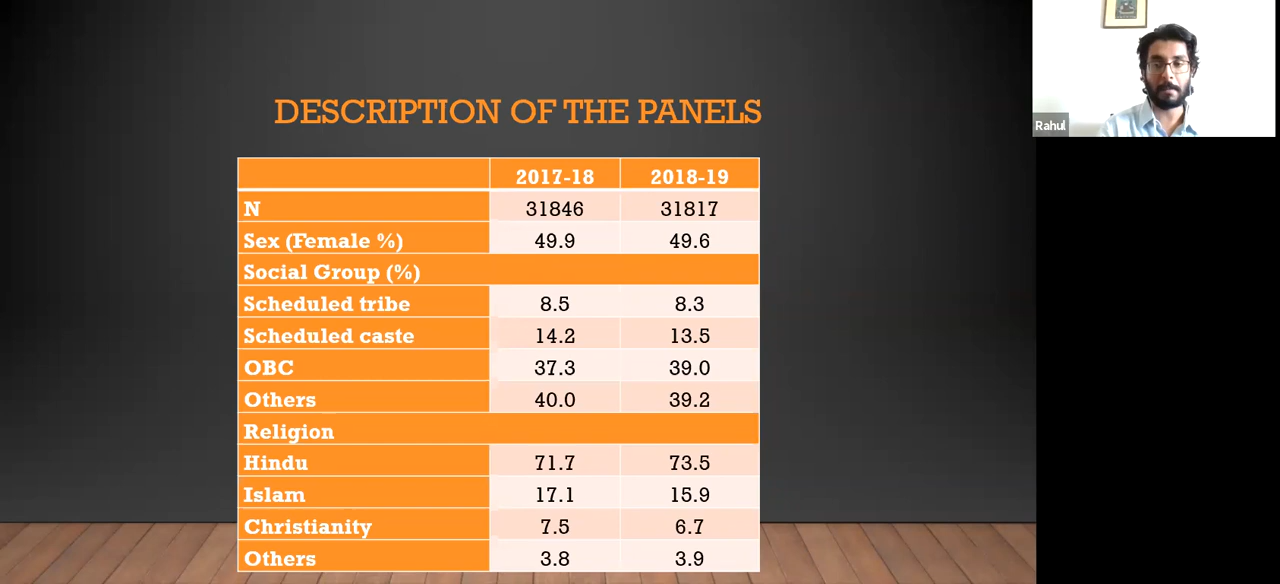 DESCRIPTION OF THE PANELS
2017-18 2018-19
N 31846 31817
Sex (Female %) 49.9 49.6
Social Group (%)
Scheduled tribe 8.5 8.3
Scheduled caste 14.2 13.5
OBC 37.3 39.0
Others 40.0 39.2
Religion
Hindu 71.7 73.5
Islam 17.1 15.9
Christianity 7.5 6.7
Others 3.8 3.9
Rahul